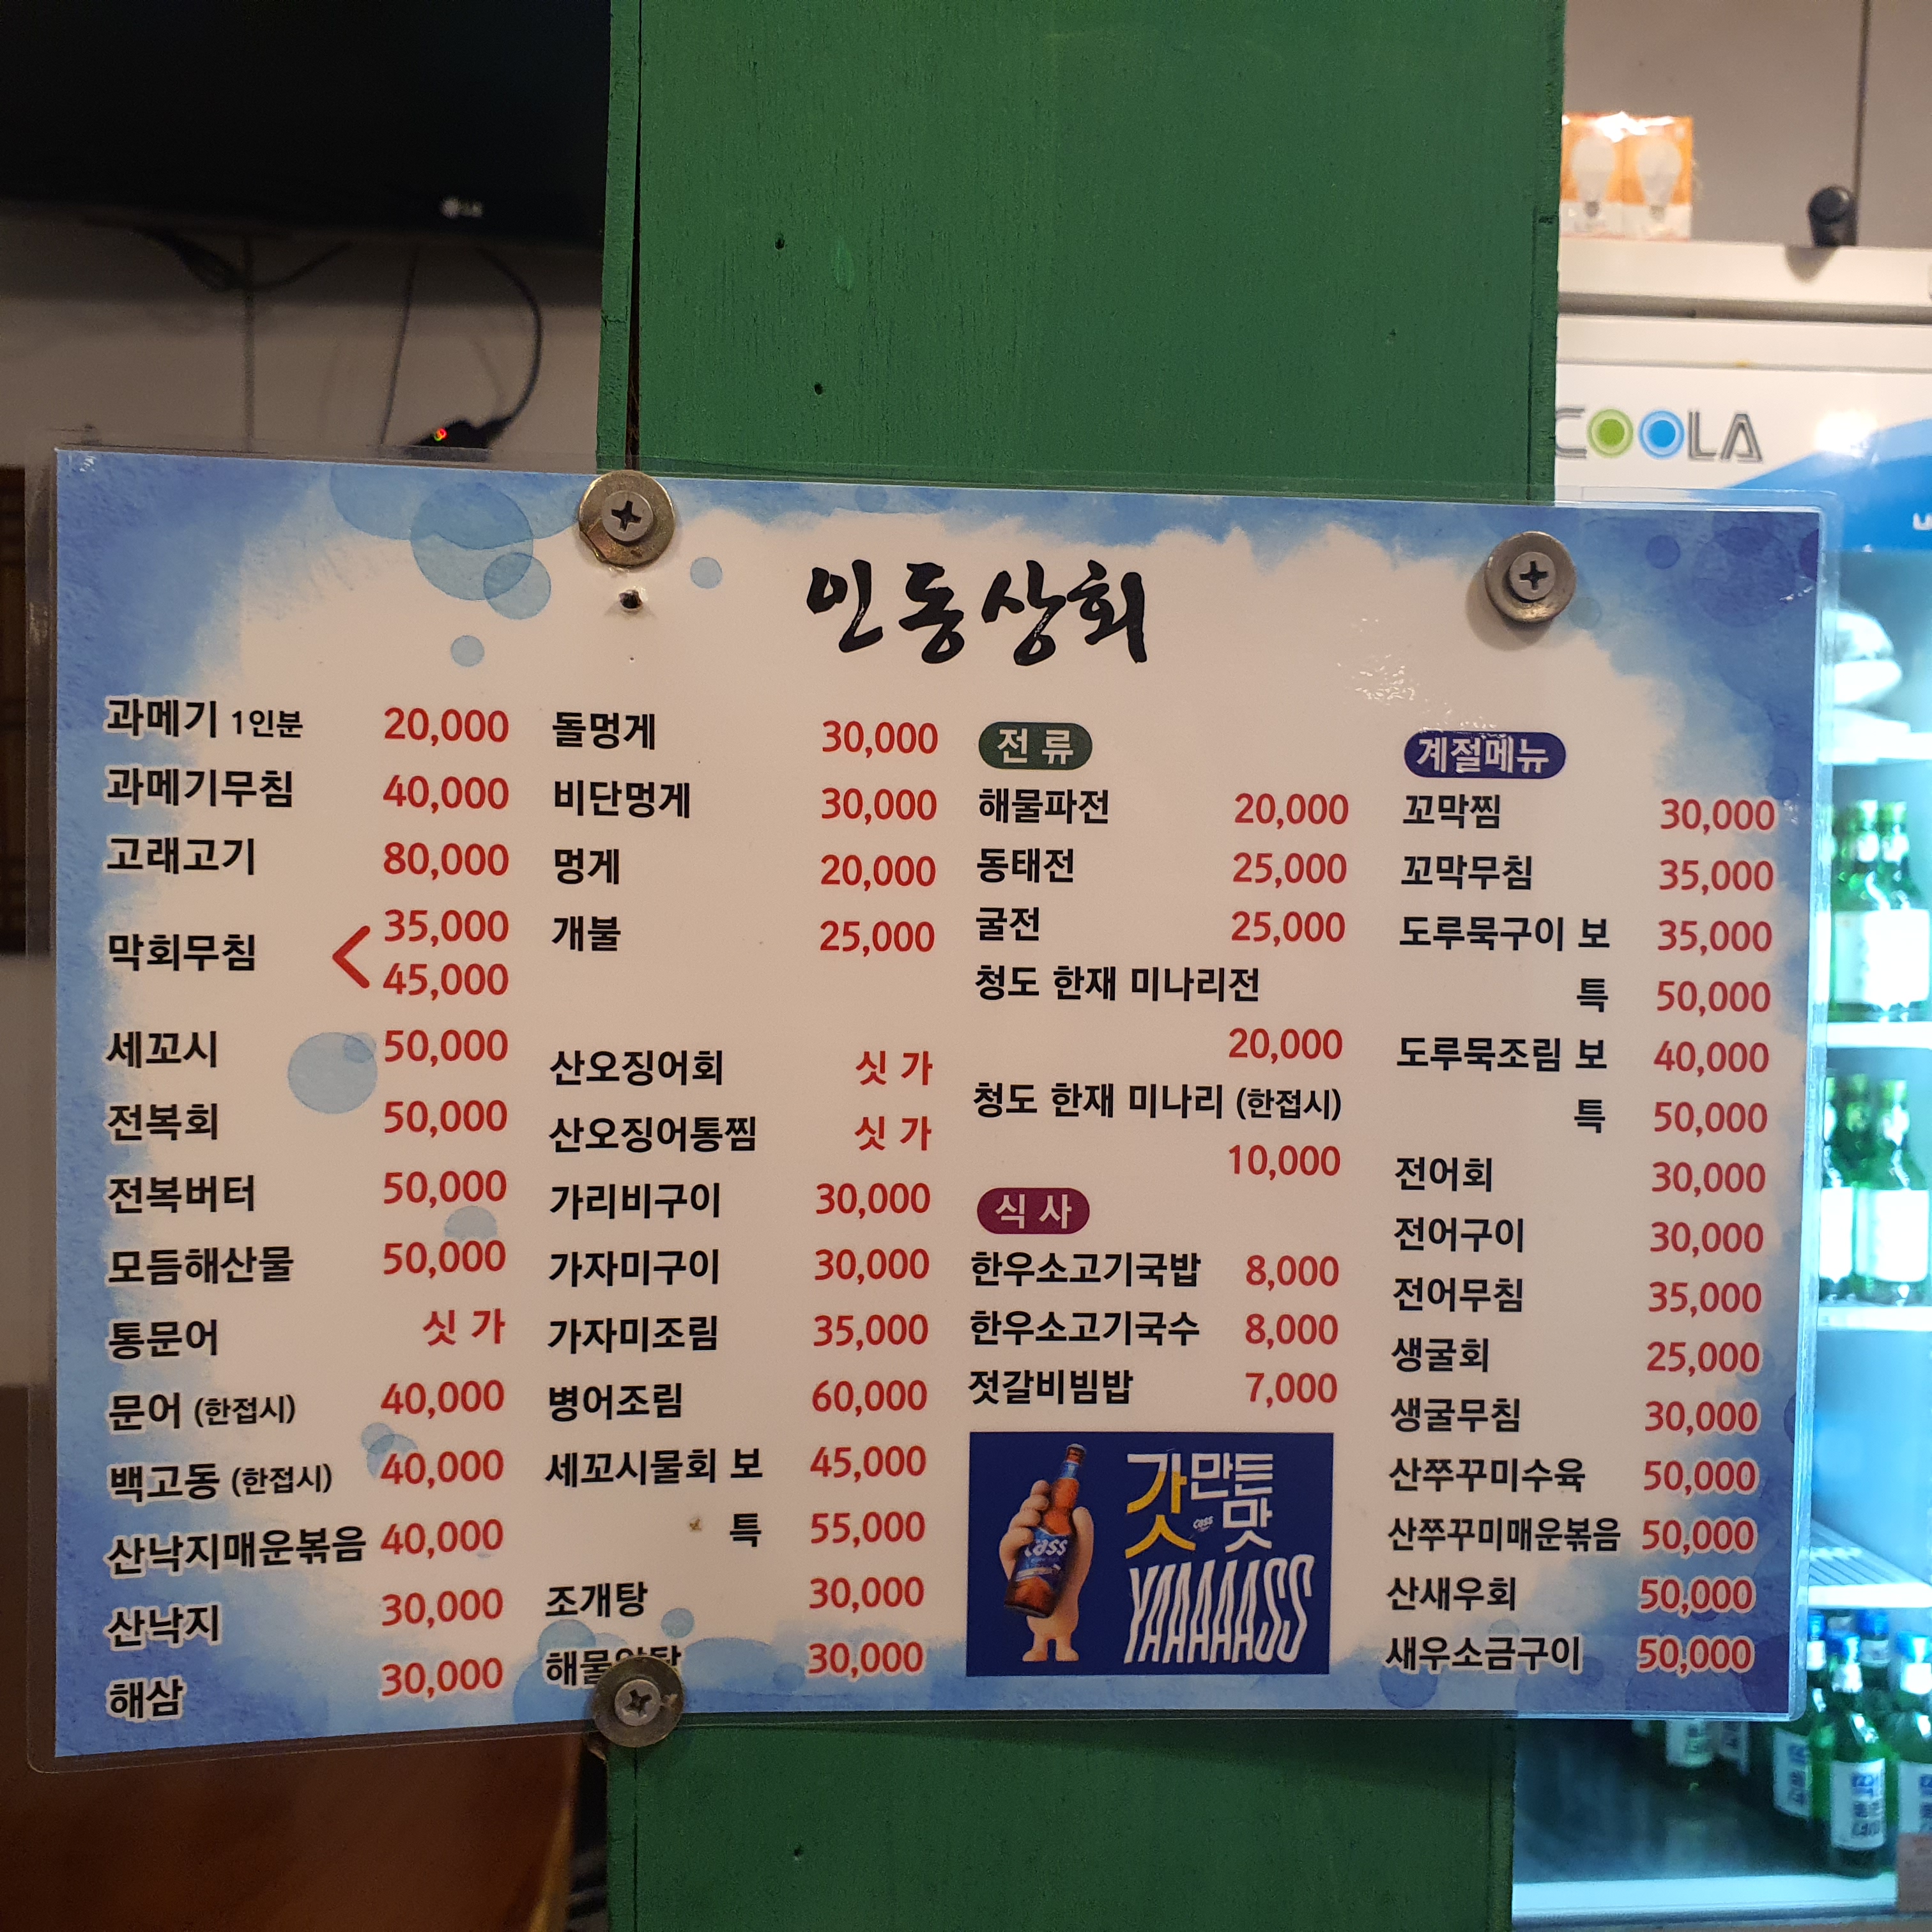 LG
COOLA
인동상회
과메기 1인분 20,000
과메기무침 40,000
고래고기 80,000
막회무침 < 35,000
45,000
세꼬시 50,000
전복회 50,000
전복버터 50,000
모듬해산물 50,000
통문어 싯 가
문어 (한접시) 40,000
백고동 (한접시) 40,000
산낙지매운볶음 40,000
산낙지 30,000
해삼 30,000
돌멍게 30,000
비단멍게 30,000
멍게 20,000
개불 25,000
산오징어회 싯 가
산오징어통찜 싯 가
가리비구이 30,000
가자미구이 30,000
가자미조림 35,000
병어조림 60,000
세꼬시물회 보 45,000
특 55,000
조개탕 30,000
해물 30,000
전 류
해물파전 20,000
동태전 25,000
굴전 25,000
청도 한재 미나리전
20,000
청도 한재 미나리 (한접시)
10,000
식 사
한우소고기국밥 8,000
한우소고기국수 8,000
젓갈비빔밥 7,000
갓만든
맛
cass
cass
YAAAAASS
계절메뉴
꼬막찜 30,000
꼬막무침 35,000
도루묵구이 보 35,000
특 50,000
도루묵조림 보 40,000
특 50,000
전어회 30,000
전어구이 30,000
전어무침 35,000
생굴회 25,000
생굴무침 30,000
산쭈꾸미수육 50,000
산쭈꾸미매운볶음 50,000
산새우회 50,000
새우소금구이 50,000